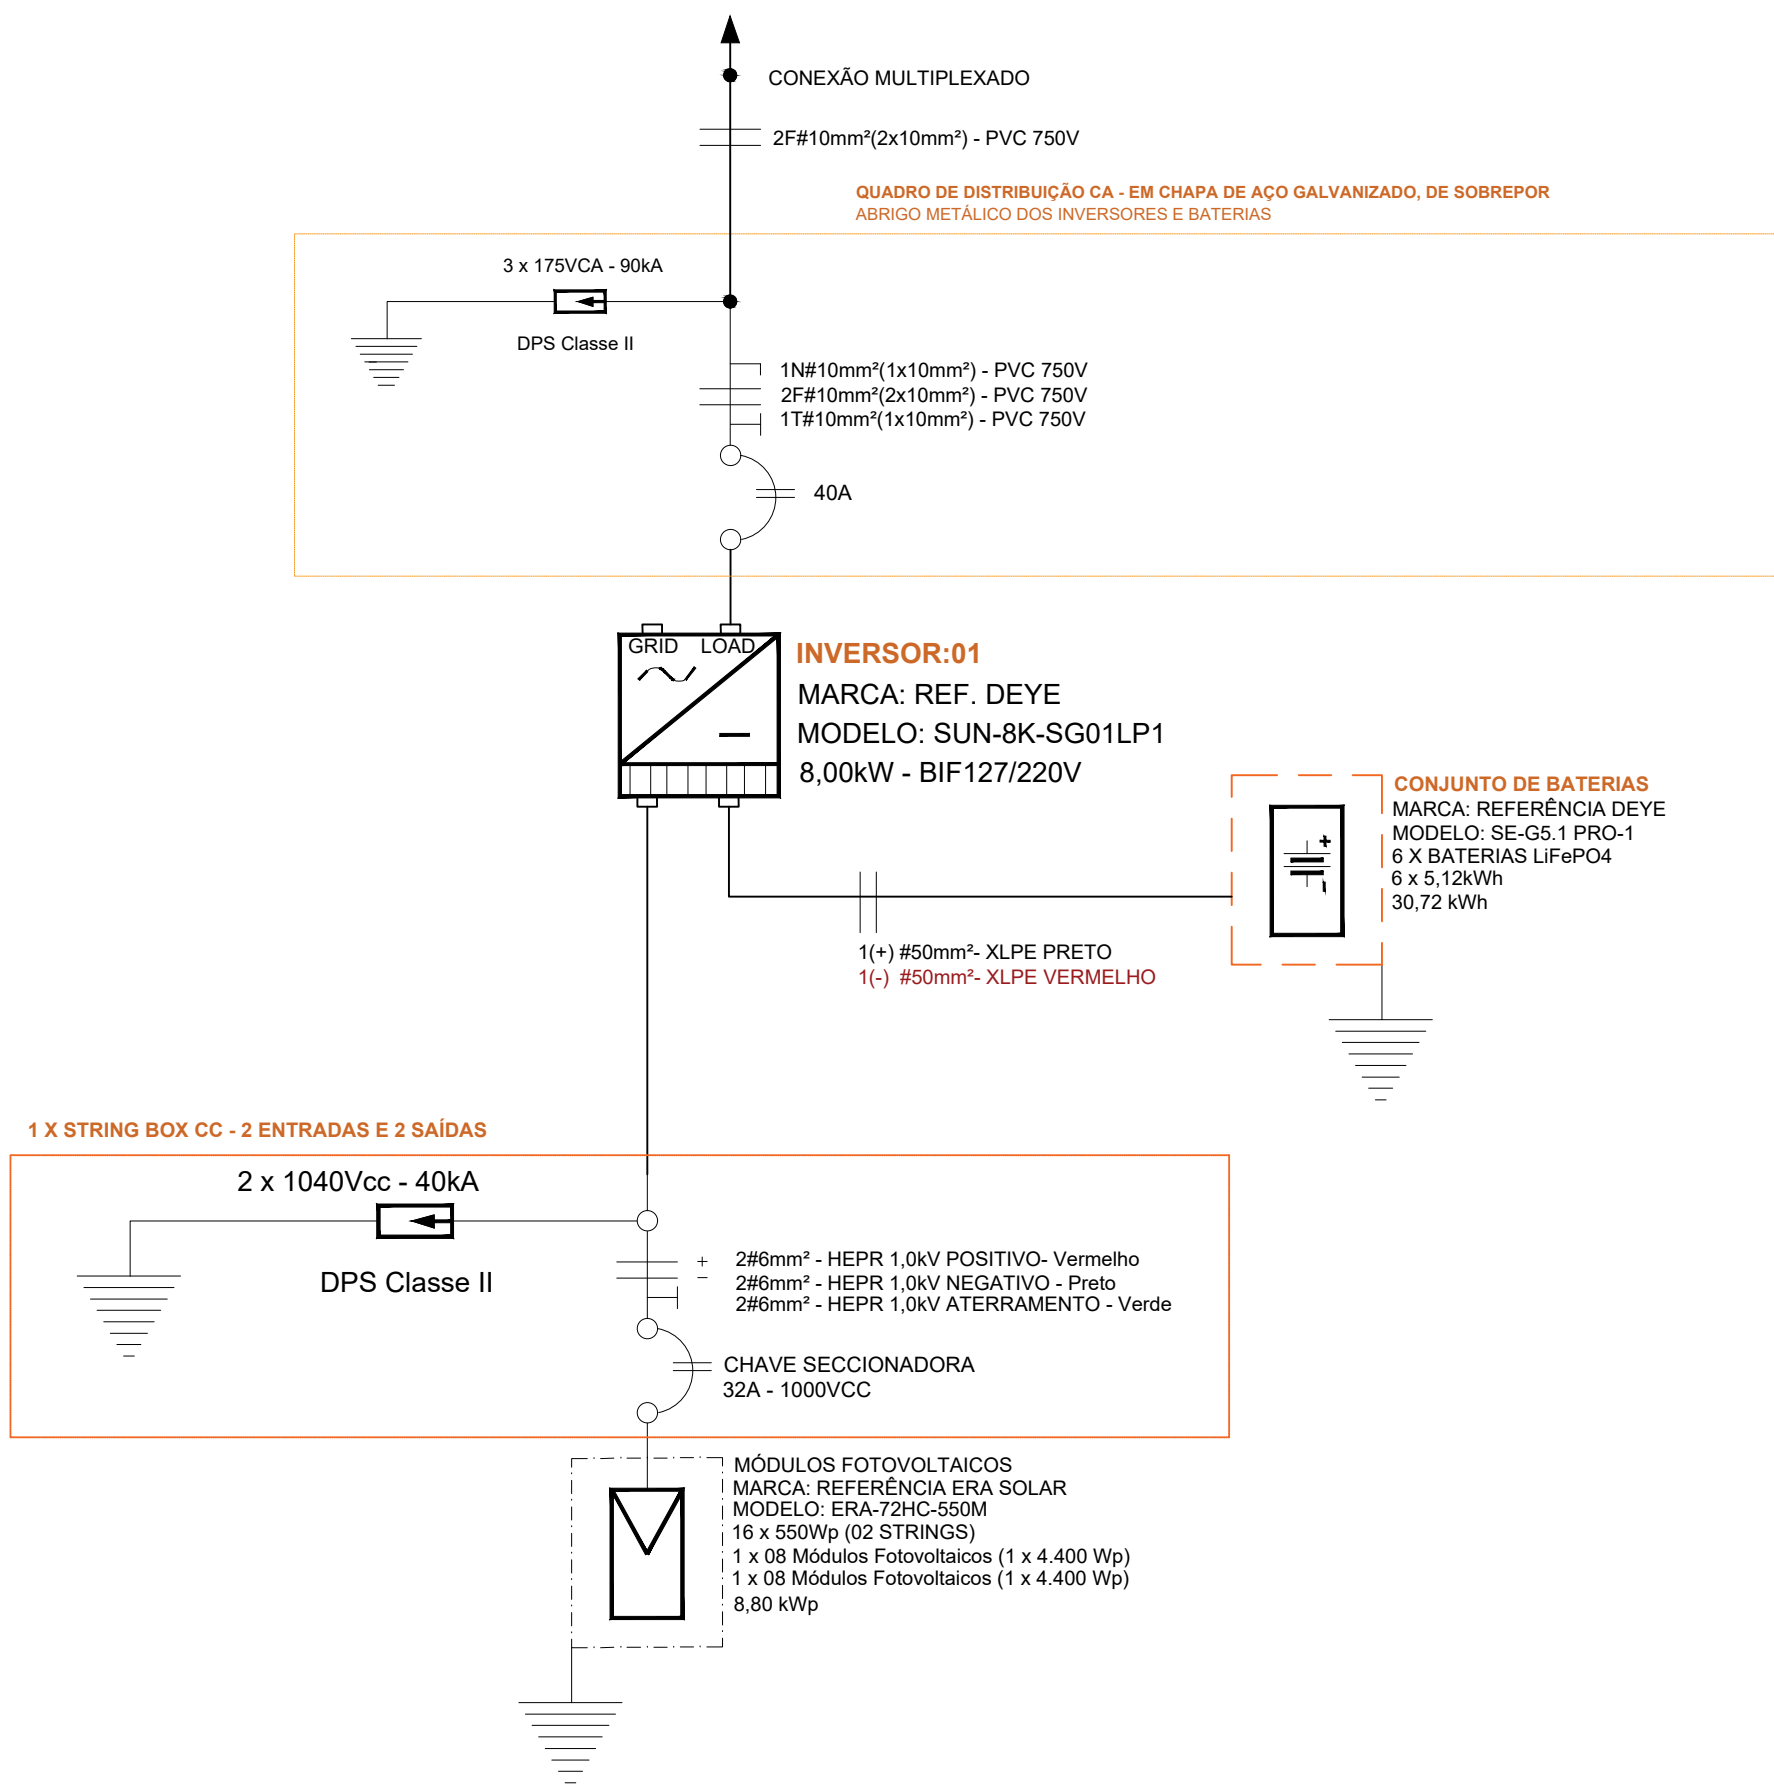 CONEXÃO MULTIPLEXADO
2F#10mm²(2x10mm²) - PVC 750V
QUADRO DE DISTRIBUIÇÃO CA - EM CHAPA DE AÇO GALVANIZADO, DE SOBREPOR
ABRIGO METÁLICO DOS INVERSORES E BATERIAS
3 x 175VCA - 90kA
DPS Classe II
1N#10mm²(1x10mm²) - PVC 750V
2F#10mm²(2x10mm²) - PVC 750V
1T#10mm²(1x10mm²) - PVC 750V
40A
GRID LOAD
INVERSOR:01
MARCA: REF. DEYE
MODELO: SUN-8K-SG01LP1
8,00kW - BIF127/220V
CONJUNTO DE BATERIAS
MARCA: REFERÊNCIA DEYE
MODELO: SE-G5.1 PRO-1
6 X BATERIAS LiFePO4
6 x 5,12kWh
30,72 kWh
+
-
1(+) #50mm²- XLPE PRETO
1(-) #50mm²- XLPE VERMELHO
1 X STRING BOX CC - 2 ENTRADAS E 2 SAÍDAS
2 x 1040Vcc - 40kA
DPS Classe II
+ 2#6mm² - HEPR 1,0kV POSITIVO- Vermelho
- 2#6mm² - HEPR 1,0kV NEGATIVO - Preto
2#6mm² - HEPR 1,0kV ATERRAMENTO - Verde
CHAVE SECCIONADORA
32A - 1000VCC
MÓDULOS FOTOVOLTAICOS
MARCA: REFERÊNCIA ERA SOLAR
MODELO: ERA-72HC-550M
16 x 550Wp (02 STRINGS)
1 x 08 Módulos Fotovoltaicos (1 x 4.400 Wp)
1 x 08 Módulos Fotovoltaicos (1 x 4.400 Wp)
8,80 kWp